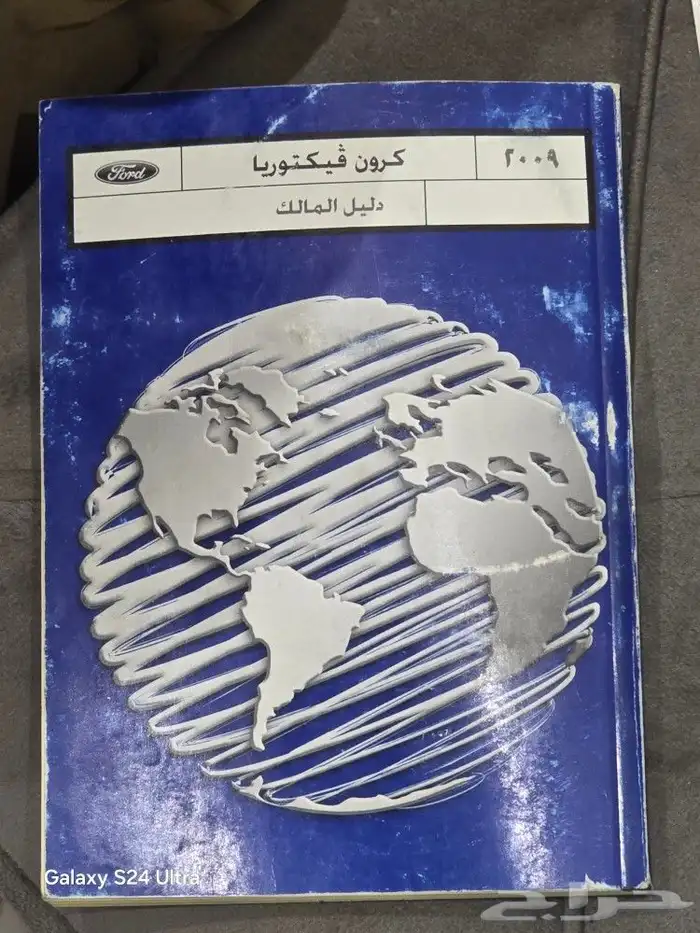 ٢٠٠٩ كرون ڤيكتوريا Ford
دليل المالك
Galaxy S24 Ultra
حراج